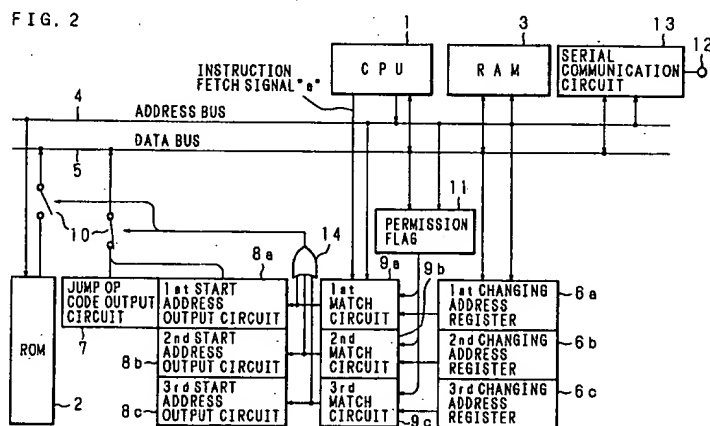 FIG. 2
1
3
13
12
CPU
RAM
SERIAL
COMMUNICATION
CIRCUIT
INSTRUCTION
FETCH SIGNAL "a"
4
ADDRESS BUS
5
DATA BUS
10
14
11
PERMISSION
FLAG
8a
9a
9b
ROM
2
JUMP OP
CODE OUTPUT
CIRCUIT
7
1st START
ADDRESS
OUTPUT CIRCUIT
2nd START
ADDRESS
OUTPUT CIRCUIT
3rd START
ADDRESS
OUTPUT CIRCUIT
8b
8c
1st
MATCH
CIRCUIT
2nd
MATCH
CIRCUIT
3rd
MATCH
CIRCUIT
9c
1st CHANGING
ADDRESS
REGISTER
2nd CHANGING
ADDRESS
REGISTER
3rd CHANGING
ADDRESS
REGISTER
6a
6b
6c